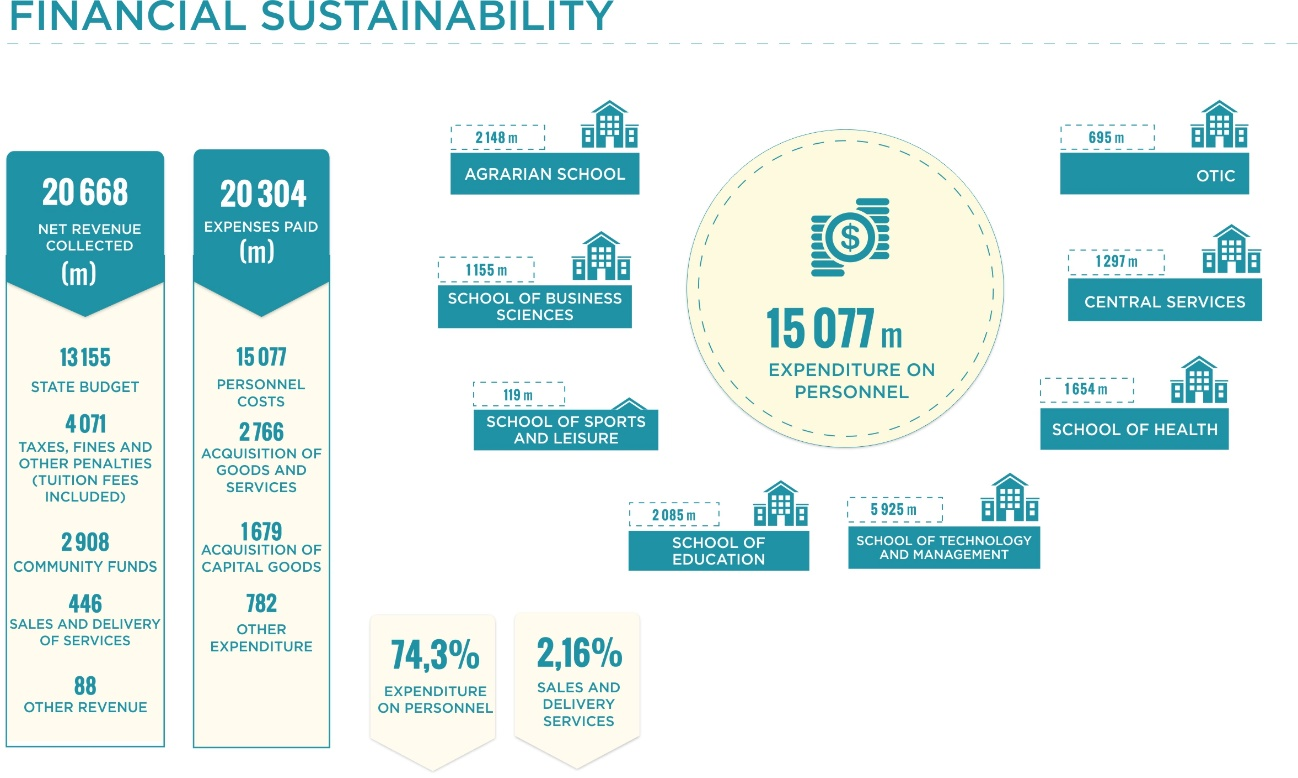 FINANCIAL SUSTAINABILITY
20 668
NET REVENUE
COLLECTED
(m)
13 155
STATE BUDGET
4 071
TAXES, FINES AND
OTHER PENALTIES
(TUITION FEES
INCLUDED)
2 908
COMMUNITY FUNDS
446
SALES AND DELIVERY
OF SERVICES
88
OTHER REVENUE
20 304
EXPENSES PAID
(m)
15 077
PERSONNEL
COSTS
2 766
ACQUISITION OF
GOODS AND
SERVICES
1 679
ACQUISITION OF
CAPITAL GOODS
782
OTHER
EXPENDITURE
2 148 m
AGRARIAN SCHOOL
1 155 m
SCHOOL OF BUSINESS
SCIENCES
119 m
SCHOOL OF SPORTS
AND LEISURE
2 085 m
SCHOOL OF
EDUCATION
$
15 077 m
EXPENDITURE ON
PERSONNEL
5 925 m
SCHOOL OF TECHNOLOGY
AND MANAGEMENT
695 m
OTIC
1 297 m
CENTRAL SERVICES
1 654 m
SCHOOL OF HEALTH
74,3%
EXPENDITURE
ON PERSONNEL
2,16%
SALES AND
DELIVERY
SERVICES